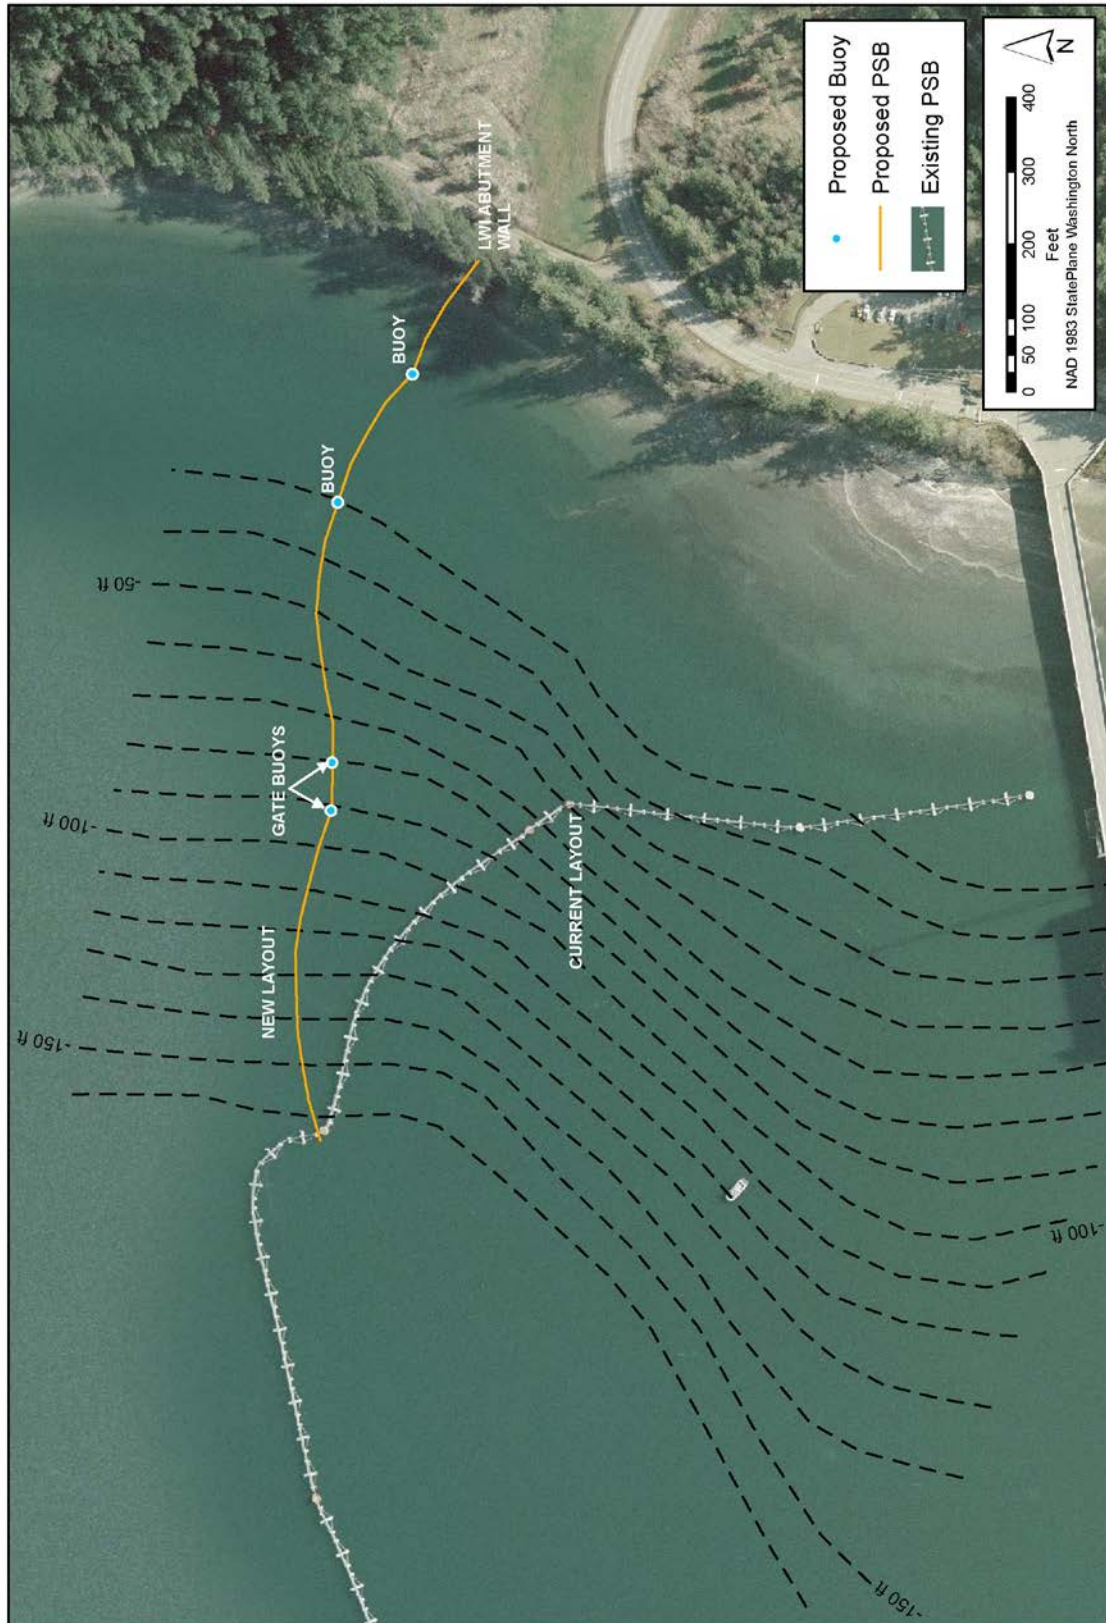 LWI ABUTMENT
WALL
BUOY
BUOY
-50 ft
GATE BUOYS
-100 ft
NEW LAYOUT
CURRENT LAYOUT
-150 ft
-100 ft
-150 ft
Proposed Buoy
Proposed PSB
Existing PSB
N
0 50 100 200 300 400
Feet
NAD 1983 StatePlane Washington North